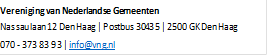 Vereniging van Nederlandse Gemeenten
Nassaulaan 12 Den Haag | Postbus 30435 | 2500 GK Den Haag
070 - 373 83 93 | info@vng.nl